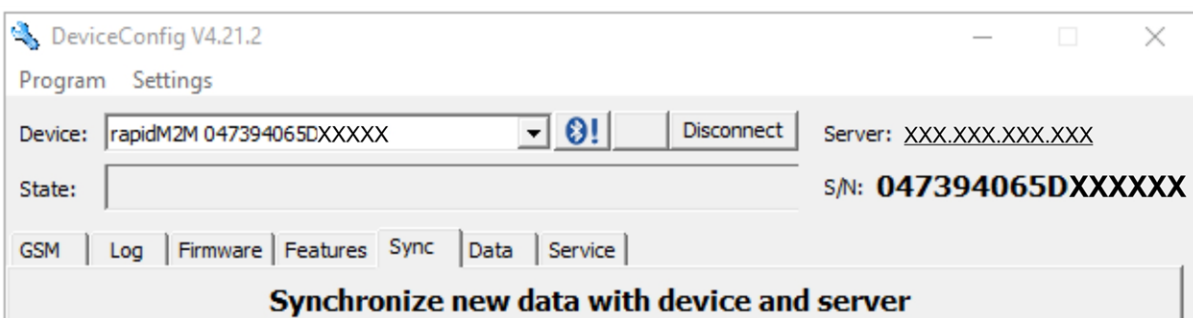 DeviceConfig V4.21.2
Program Settings
Device: rapidM2M 047394065DXXXXX ! Disconnect Server: XXX.XXX.XXX.XXX
State: S/N: 047394065DXXXXXX
GSM Log Firmware Features Sync Data Service
Synchronize new data with device and server